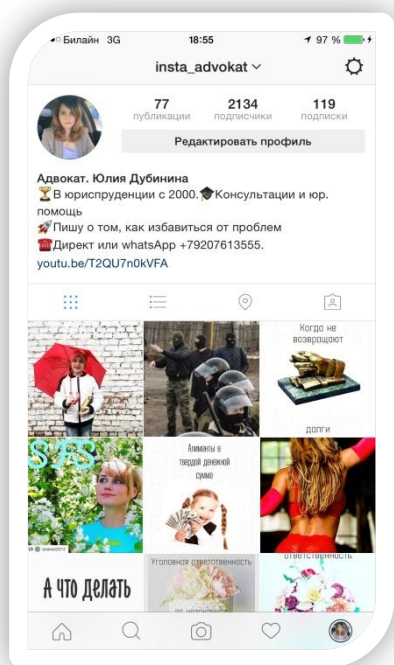 Билайн 3G 18:55 97 %
insta_advokat
77 2134 119
публикации подписчики подписки
Редактировать профиль
Адвокат. Юлия Дубинина
В юриспруденции с 2000. Консультации и юр.
помощь
Пишу о том, как избавиться от проблем
Директ или whatsApp +79207613555.
youtu.be/T2QU7n0kVFA
Когда не
возвращают
долги
SFS
Алименты в
твердой денежной
сумме
А что делать
Уголовная ответственность
ответственность